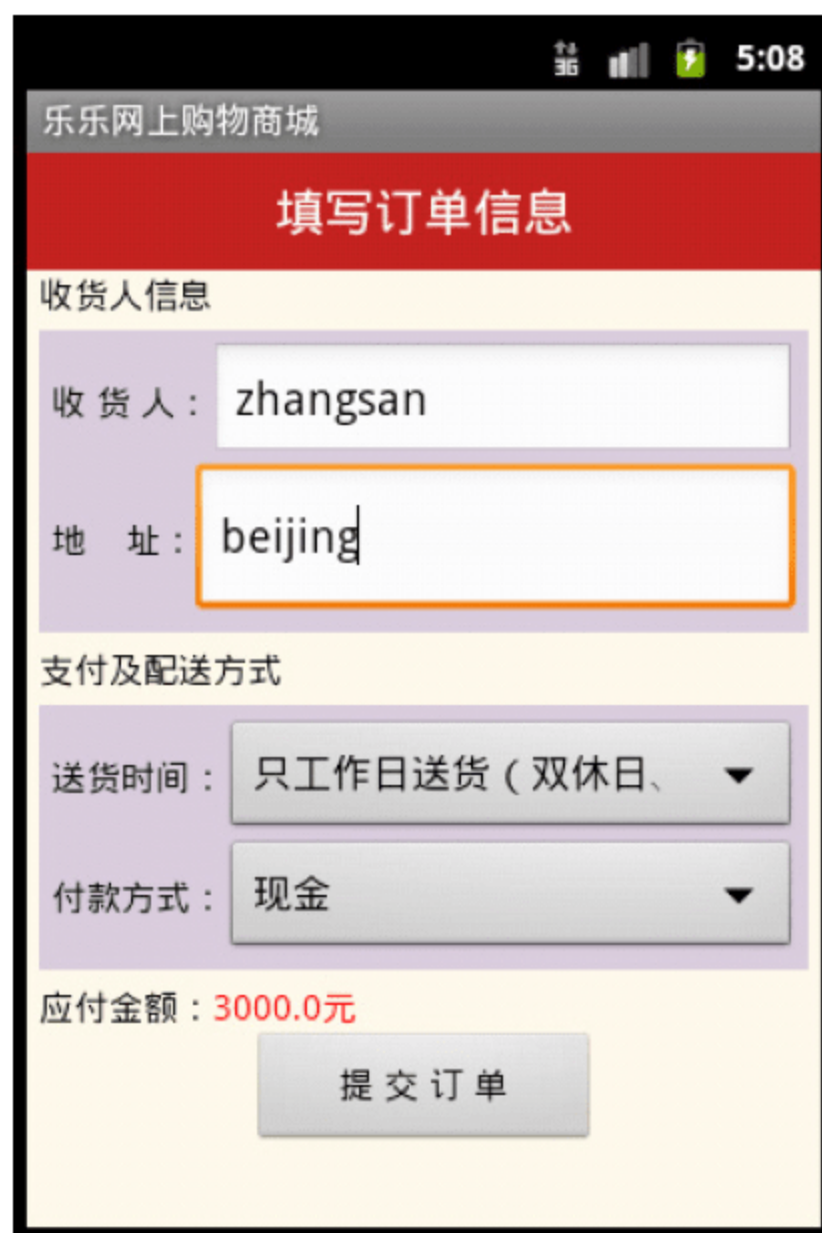 3G 5:08
乐乐网上购物商城
填写订单信息
收货人信息
收 货 人： zhangsan
地 址： beijing
支付及配送方式
送货时间： 只工作日送货（双休日、
付款方式： 现金
应付金额：3000.0元
提 交 订 单